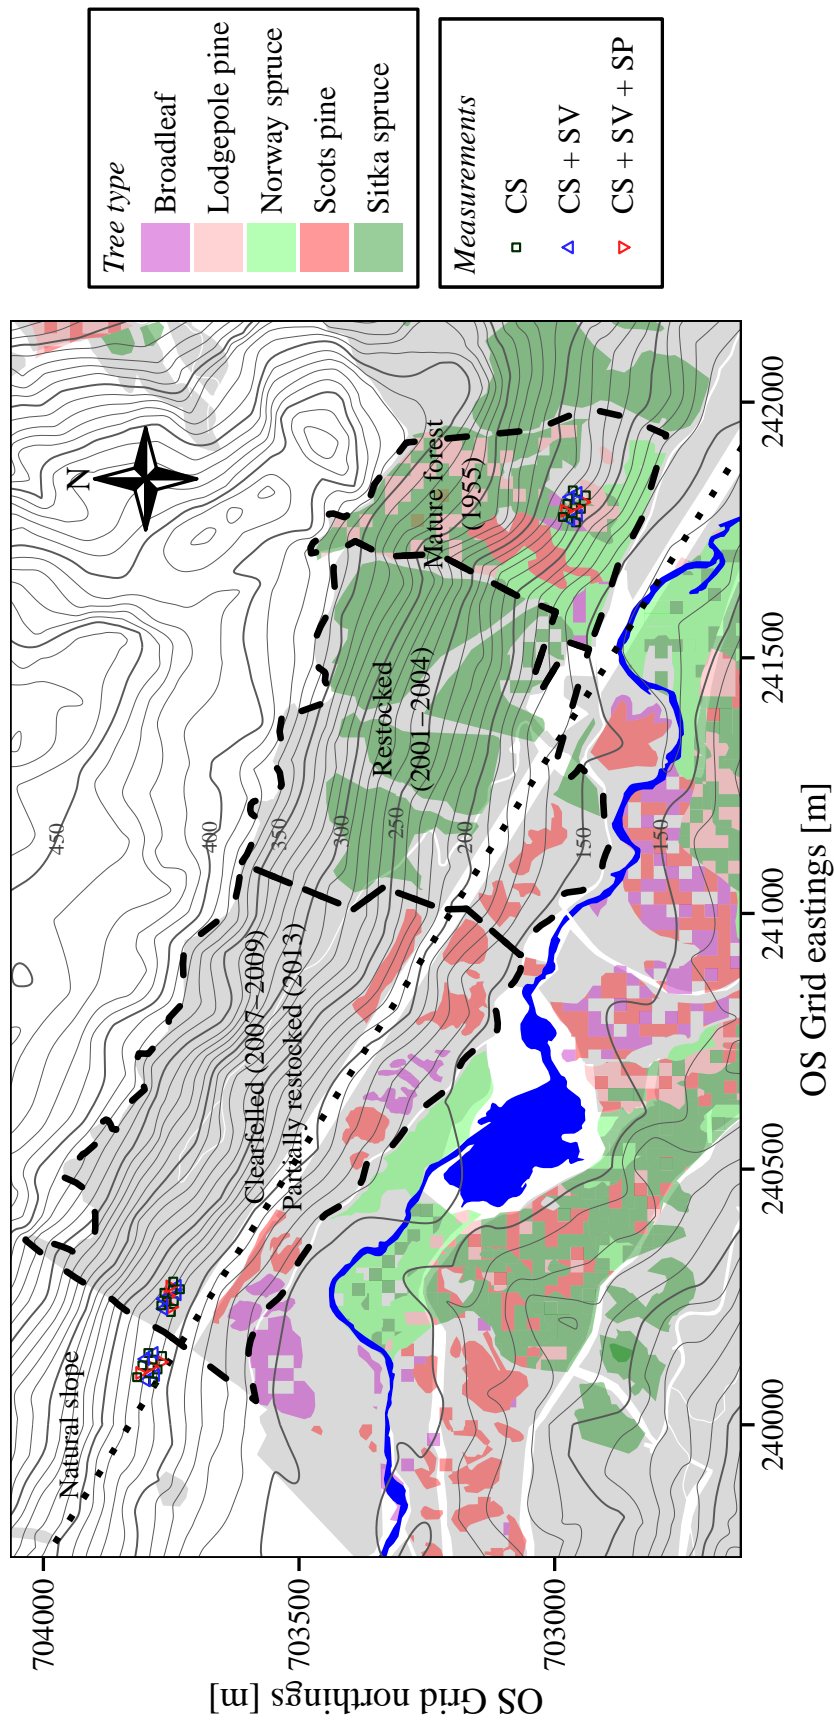 Tree type
Broadleaf
Lodgepole pine
Norway spruce
Scots pine
Sitka spruce
Measurements
CS
CS + SV
CS + SV + SP
N
Natural slope
Clearfelled (2007–2009)
Partially restocked (2013)
Restocked
(2001–2004)
Mature forest
(1955)
450
400
350
300
250
200
150
150
704000
703500
703000
OS Grid northings [m]
240000
240500
241000
241500
242000
OS Grid eastings [m]